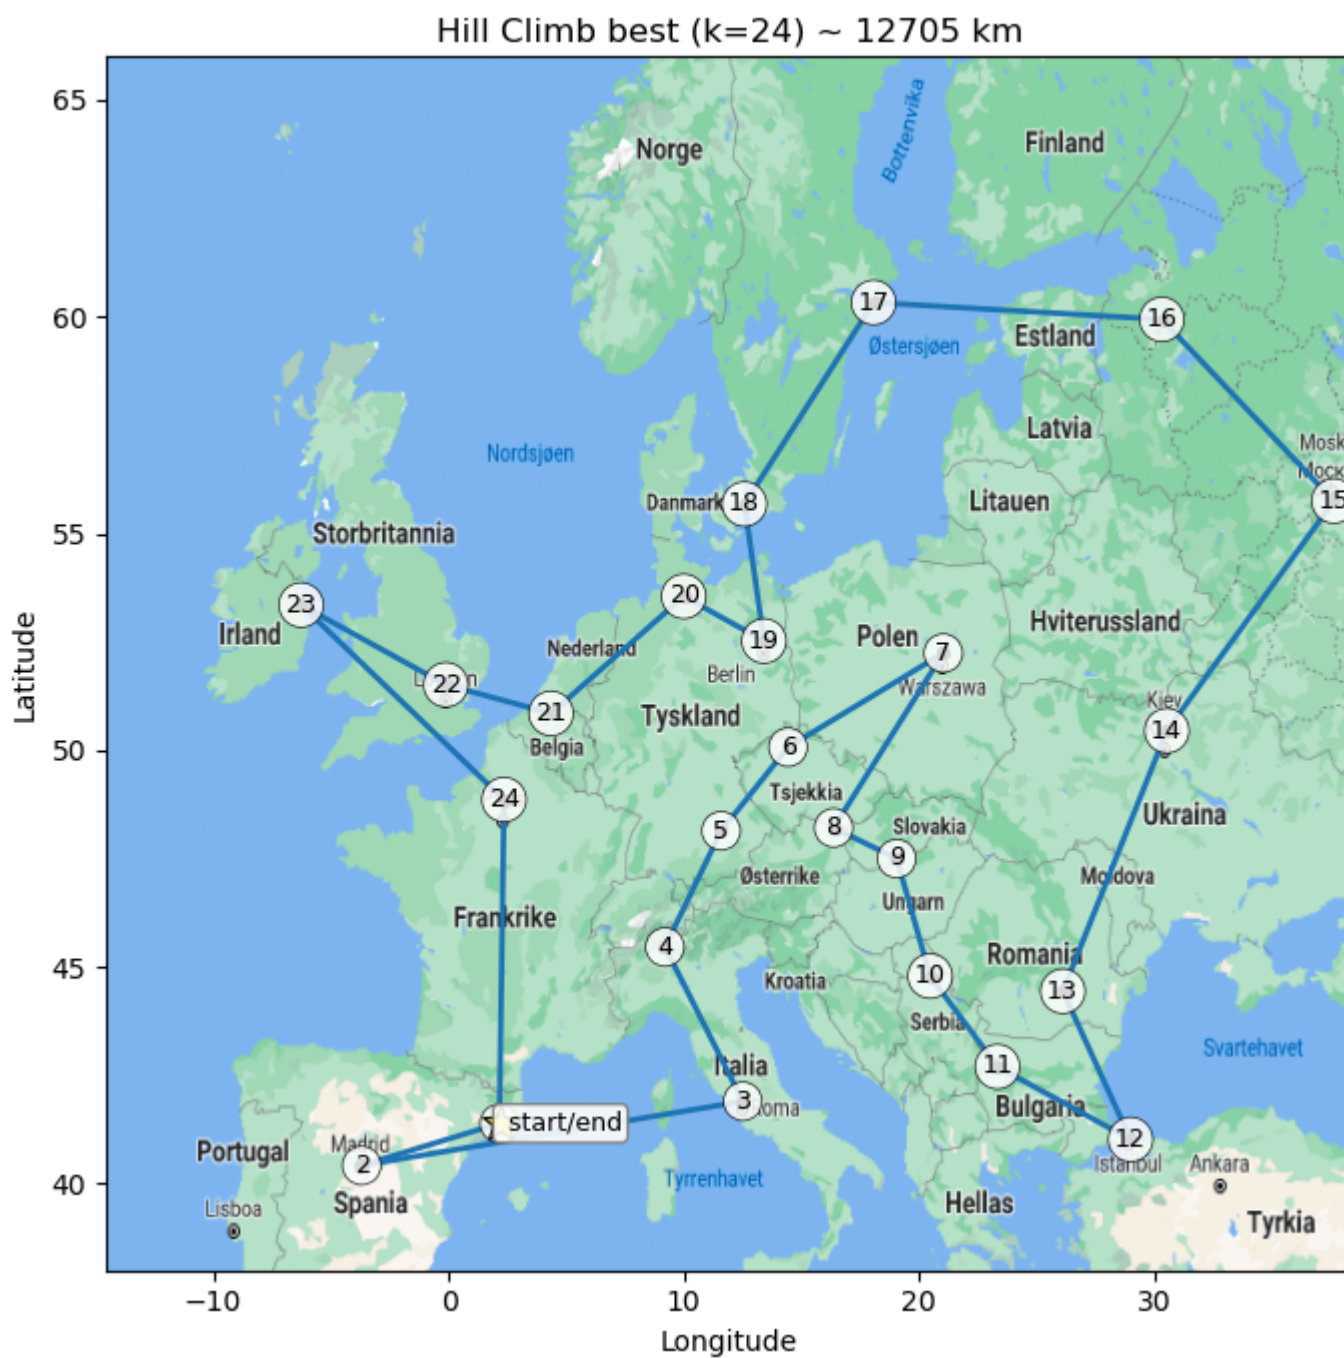 Hill Climb best (k=24) ~ 12705 km
65
60
55
50
45
40
Latitude
−10
0
10
20
30
Longitude
Norge
Bottenvika
Finland
17
16
Østersjøen
Estland
Nordsjøen
Latvia
Mosk
Моск
15
Danmark
18
Litauen
Storbritannia
23
Irland
20
19
Nederland
Berlin
Polen
7
Warszawa
Hviterussland
22
21
Belgia
Tyskland
6
Kiev
14
24
Tsjekkia
5
8
Slovakia
9
Østerrike
Ungarn
Ukraina
Moldova
Frankrike
4
Kroatia
10
Serbia
Romania
13
Svartehavet
Italia
11
3
Roma
Bulgaria
start/end
Portugal
Madrid
2
Spania
Lisboa
Tyrrenhavet
12
Istanbul
Ankara
Hellas
Tyrkia